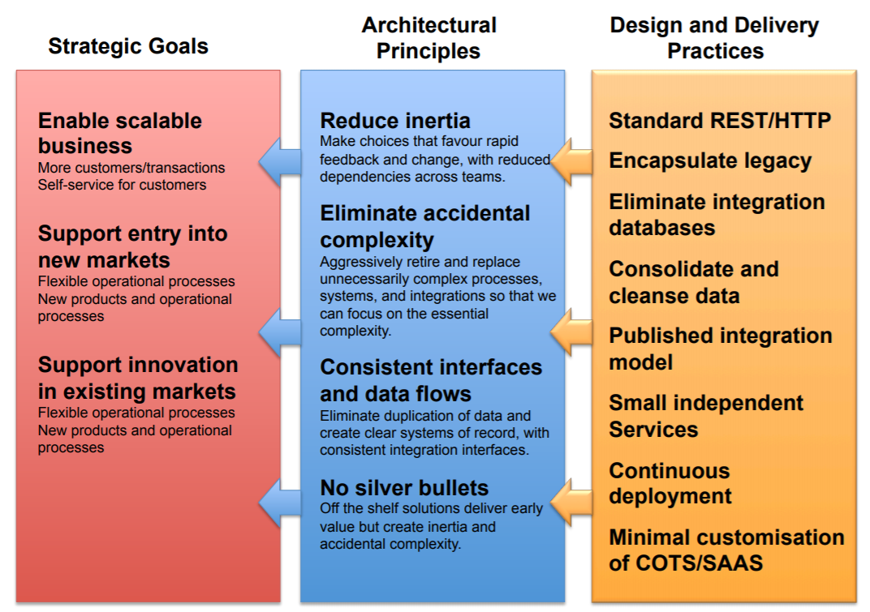 Strategic Goals
Architectural
Principles
Design and Delivery
Practices
Enable scalable
business
More customers/transactions
Self-service for customers
Support entry into
new markets
Flexible operational processes
New products and operational
processes
Support innovation
in existing markets
Flexible operational processes
New products and operational
processes
Reduce inertia
Make choices that favour rapid
feedback and change, with reduced
dependencies across teams.
Eliminate accidental
complexity
Aggressively retire and replace
unnecessarily complex processes,
systems, and integrations so that we
can focus on the essential
complexity.
Consistent interfaces
and data flows
Eliminate duplication of data and
create clear systems of record, with
consistent integration interfaces.
No silver bullets
Off the shelf solutions deliver early
value but create inertia and
accidental complexity.
Standard REST/HTTP
Encapsulate legacy
Eliminate integration
databases
Consolidate and
cleanse data
Published integration
model
Small independent
Services
Continuous
deployment
Minimal customisation
of COTS/SAAS